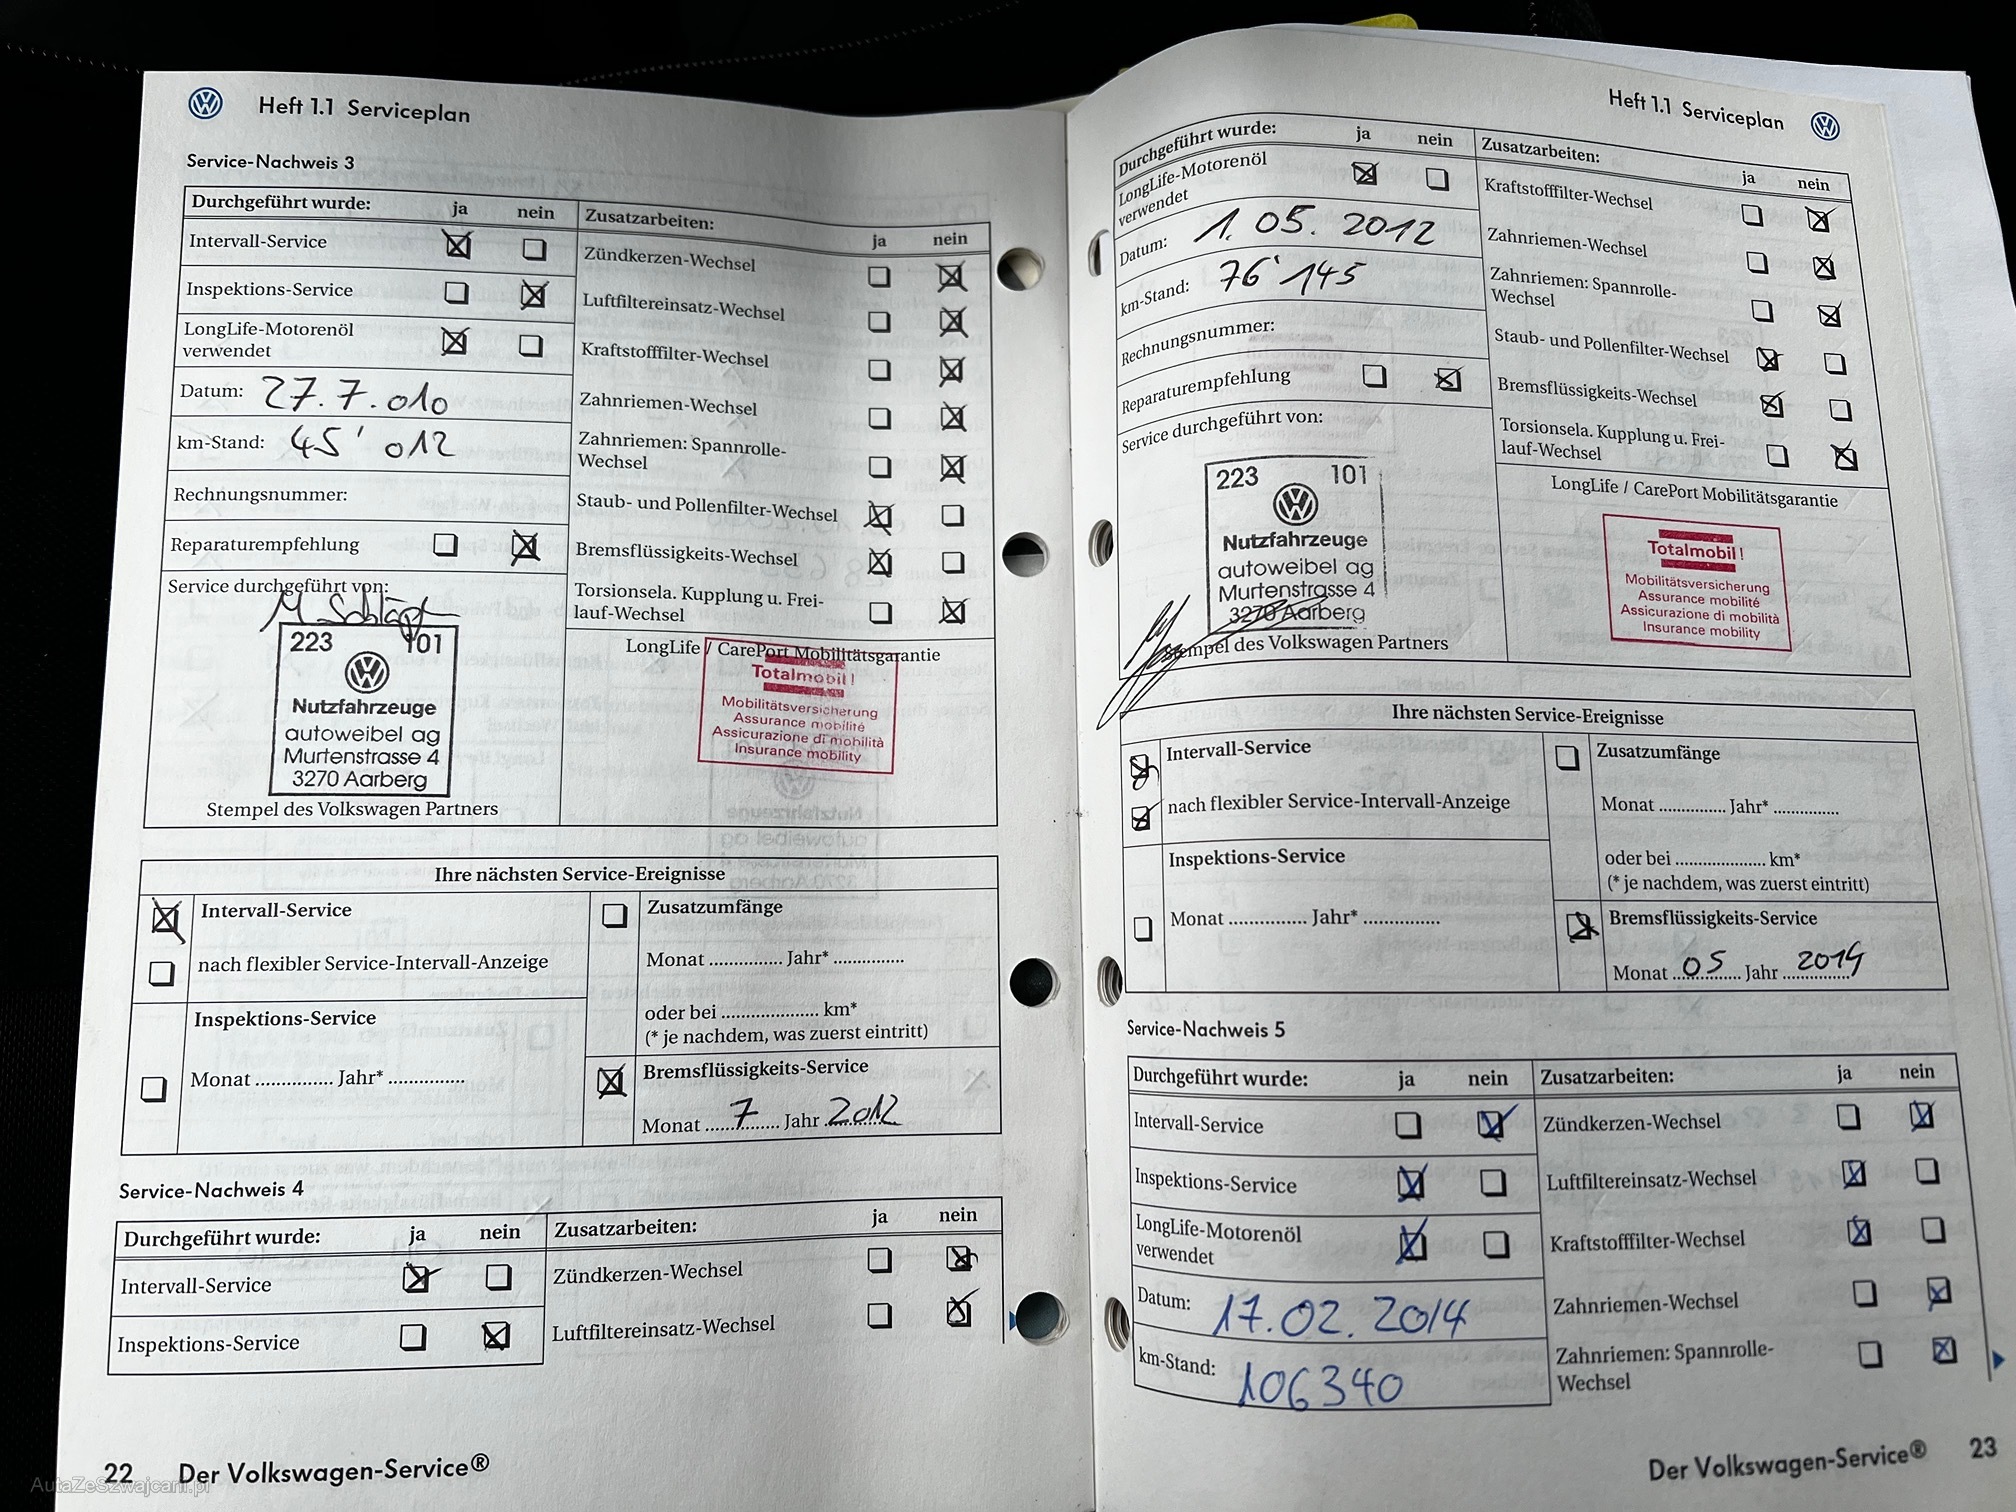 Heft 1.1 Serviceplan
Service-Nachweis 3
Durchgeführt wurde: ja nein
Intervall-Service
Inspektions-Service
LongLife-Motorenöl
verwendet
Datum: 27.7.010
km-Stand: 45'012
Rechnungsnummer:
Reparaturempfehlung
Service durchgeführt von:
223 101
Nutzfahrzeuge
autoweibel ag
Murtenstrasse 4
3270 Aarberg
Stempel des Volkswagen Partners
Zusatzarbeiten: ja nein
Zündkerzen-Wechsel
Luftfiltereinsatz-Wechsel
Kraftstofffilter-Wechsel
Zahnriemen-Wechsel
Zahnriemen: Spannrolle-
Wechsel
Staub- und Pollenfilter-Wechsel
Bremsflüssigkeits-Wechsel
Torsionsela. Kupplung u. Frei-
lauf-Wechsel
LongLife / CarePort Mobilitätsgarantie
Totalmobil!
Mobilitätsversicherung
Assurance mobilité
Assicurazione di mobilità
Insurance mobility
Ihre nächsten Service-Ereignisse
Intervall-Service
nach flexibler Service-Intervall-Anzeige
Inspektions-Service
Monat .............. Jahr* ..............
Zusatzumfänge
Monat .............. Jahr* ..............
oder bei .................... km*
(* je nachdem, was zuerst eintritt)
Bremsflüssigkeits-Service
Monat 7 Jahr 2012
Service-Nachweis 4
Durchgeführt wurde: ja nein
Intervall-Service
Inspektions-Service
Zusatzarbeiten: ja nein
Zündkerzen-Wechsel
Luftfiltereinsatz-Wechsel
22 Der Volkswagen-Service®
AutaZeSzwajcarii.pl
Heft 1.1 Serviceplan
Durchgeführt wurde: ja nein
LongLife-Motorenöl
verwendet
Datum: 1.05.2012
km-Stand: 76'145
Rechnungsnummer:
Reparaturempfehlung
Service durchgeführt von:
223 101
Nutzfahrzeuge
autoweibel ag
Murtenstrasse 4
3270 Aarberg
Stempel des Volkswagen Partners
Zusatzarbeiten: ja nein
Kraftstofffilter-Wechsel
Zahnriemen-Wechsel
Zahnriemen: Spannrolle-
Wechsel
Staub- und Pollenfilter-Wechsel
Bremsflüssigkeits-Wechsel
Torsionsela. Kupplung u. Frei-
lauf-Wechsel
LongLife / CarePort Mobilitätsgarantie
Totalmobil!
Mobilitätsversicherung
Assurance mobilité
Assicurazione di mobilità
Insurance mobility
Ihre nächsten Service-Ereignisse
Intervall-Service
nach flexibler Service-Intervall-Anzeige
Inspektions-Service
Monat .............. Jahr* ..............
Zusatzumfänge
Monat .............. Jahr* ..............
oder bei .................... km*
(* je nachdem, was zuerst eintritt)
Bremsflüssigkeits-Service
Monat 05 Jahr 2014
Service-Nachweis 5
Durchgeführt wurde: ja nein
Intervall-Service
Inspektions-Service
LongLife-Motorenöl
verwendet
Datum: 17.02.2014
km-Stand: 106340
Zusatzarbeiten: ja nein
Zündkerzen-Wechsel
Luftfiltereinsatz-Wechsel
Kraftstofffilter-Wechsel
Zahnriemen-Wechsel
Zahnriemen: Spannrolle-
Wechsel
Der Volkswagen-Service® 23